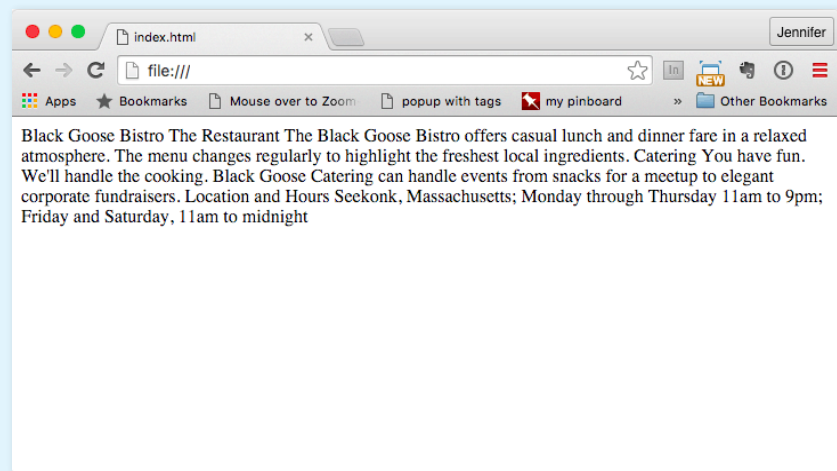 index.html
Jennifer
file:///
In
NEW
Apps Bookmarks Mouse over to Zoom popup with tags my pinboard » Other Bookmarks
Black Goose Bistro The Restaurant The Black Goose Bistro offers casual lunch and dinner fare in a relaxed
atmosphere. The menu changes regularly to highlight the freshest local ingredients. Catering You have fun.
We'll handle the cooking. Black Goose Catering can handle events from snacks for a meetup to elegant
corporate fundraisers. Location and Hours Seekonk, Massachusetts; Monday through Thursday 11am to 9pm;
Friday and Saturday, 11am to midnight